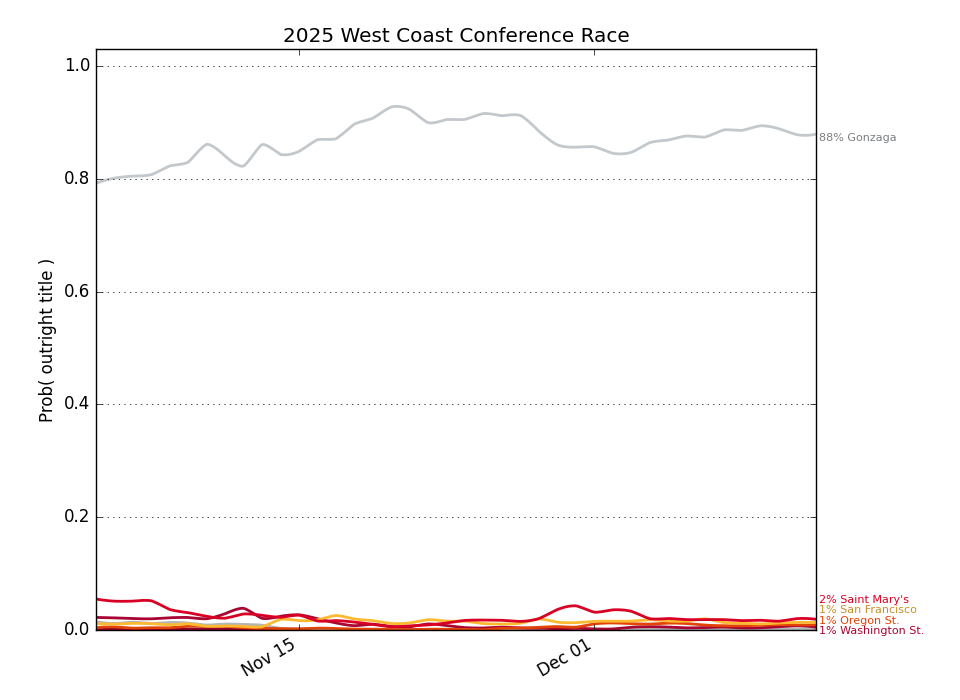 2025 West Coast Conference Race
Prob( outright title )
1.0
0.8
0.6
0.4
0.2
0.0
Nov 15
Dec 01
88% Gonzaga
2% Saint Mary's
1% San Francisco
1% Oregon St.
1% Washington St.